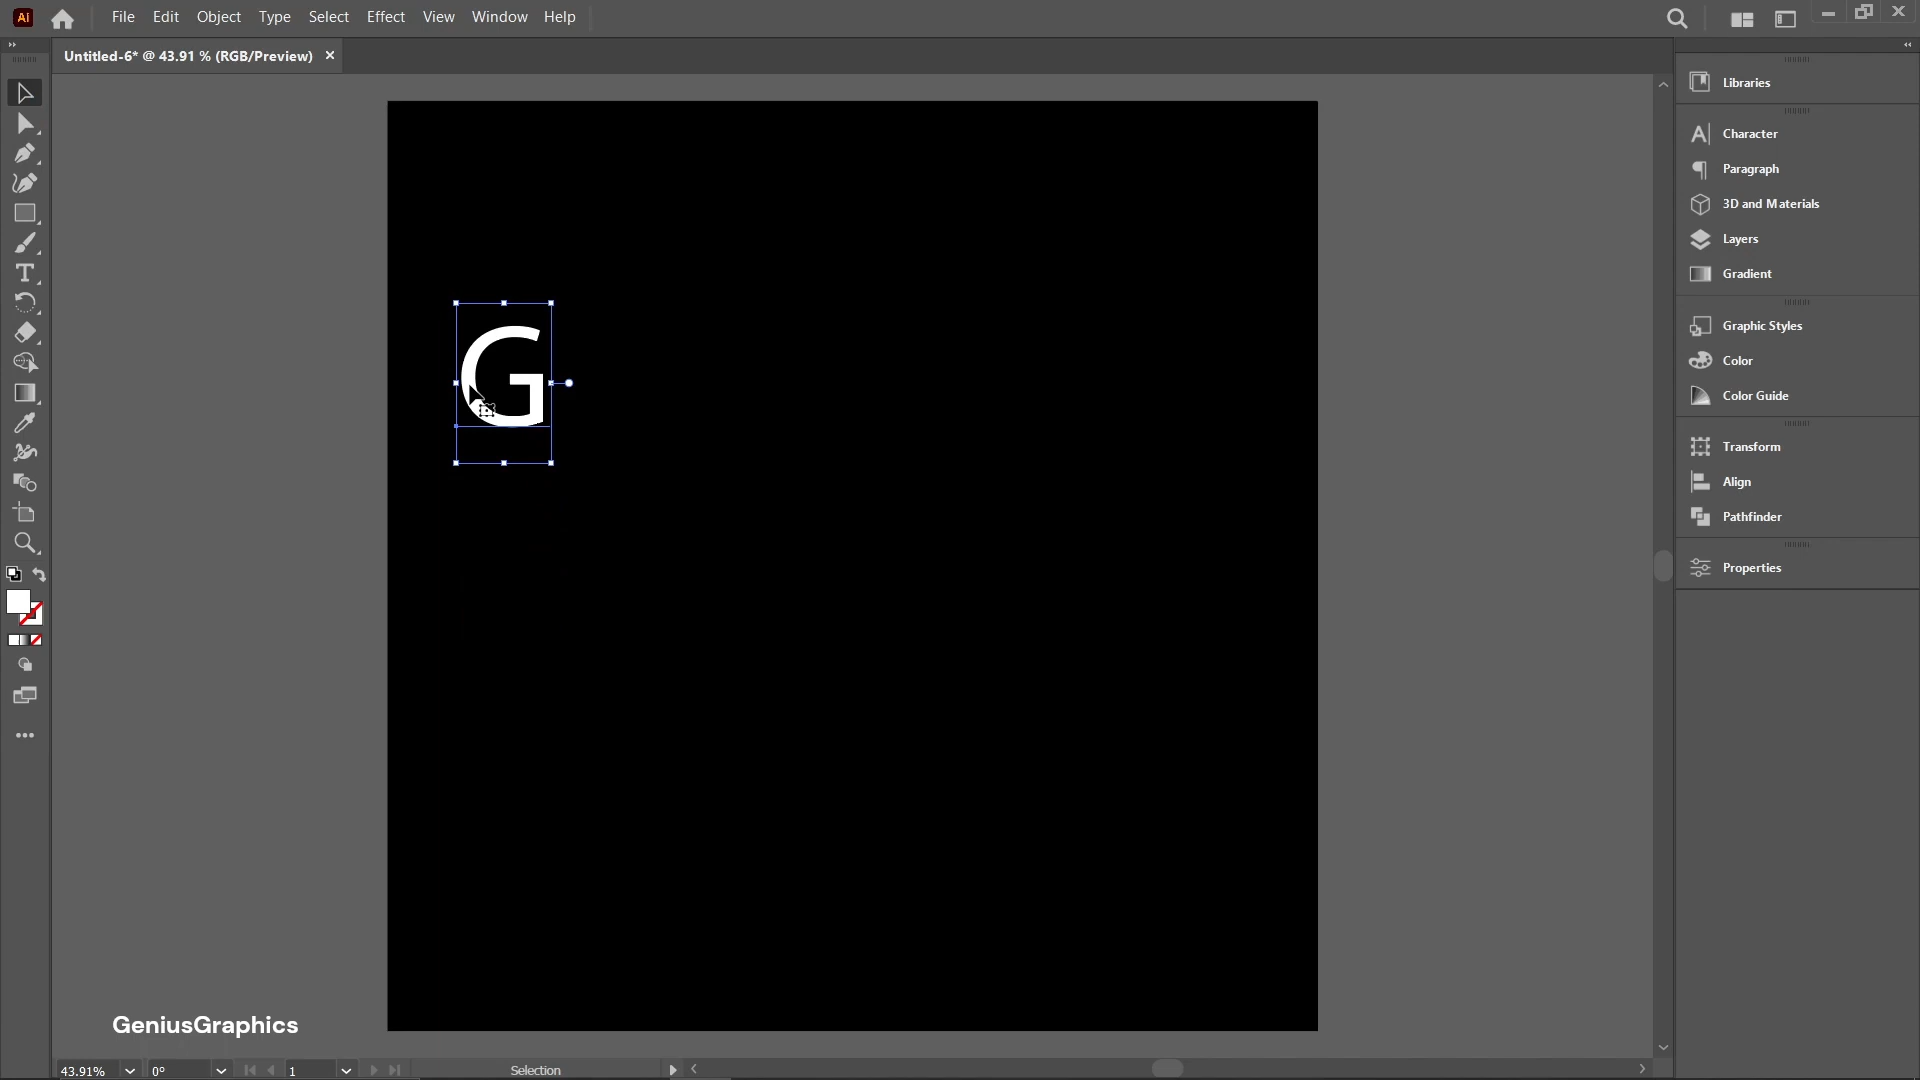 Ai
File Edit Object Type Select Effect View Window Help
Untitled-6* @ 43.91 % (RGB/Preview) ×
Libraries
Character
Paragraph
3D and Materials
Layers
Gradient
Graphic Styles
Color
Color Guide
Transform
Align
Pathfinder
Properties
G
GeniusGraphics
43.91% 0° 1 Selection